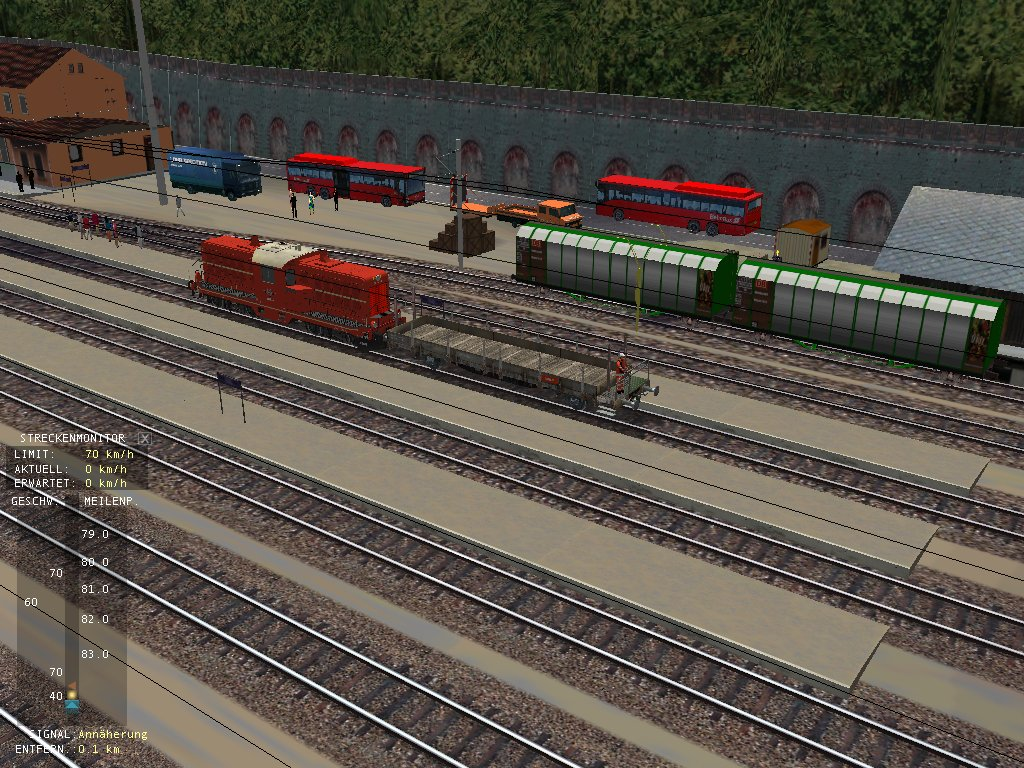 STRECKENMONITOR
LIMIT: 70 km/h
AKTUELL: 0 km/h
ERWARTET: 0 km/h
GESCHW. MEILENP.
79.0
80.0
70
81.0
60
82.0
83.0
70
40
SIGNAL: Annäherung
ENTFERN.: 0.1 km